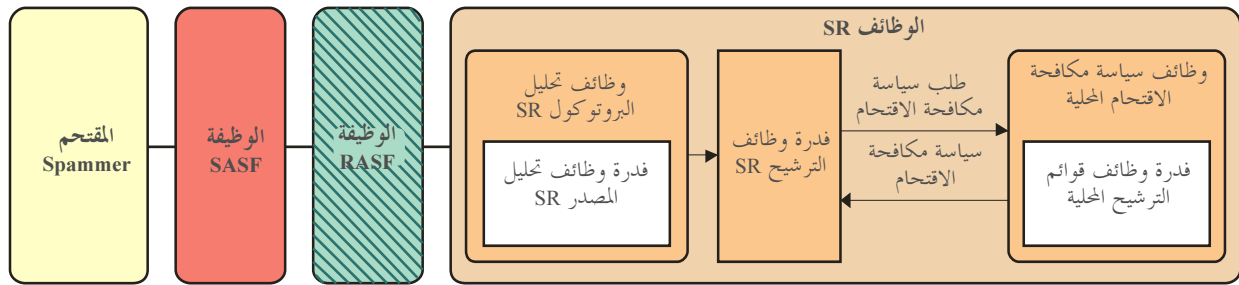 الوظائف SR
المقتحم
Spammer
الوظيفة
SASF
الوظيفة
RASF
وظائف تحليل
البروتوكول SR
فدرة وظائف تحليل
المصدر SR
فدرة وظائف
الترشيح SR
طلب سياسة
مكافحة الاقتحام
سياسة مكافحة
الاقتحام
وظائف سياسة مكافحة
الاقتحام المحلية
فدرة وظائف قوائم
الترشيح المحلية